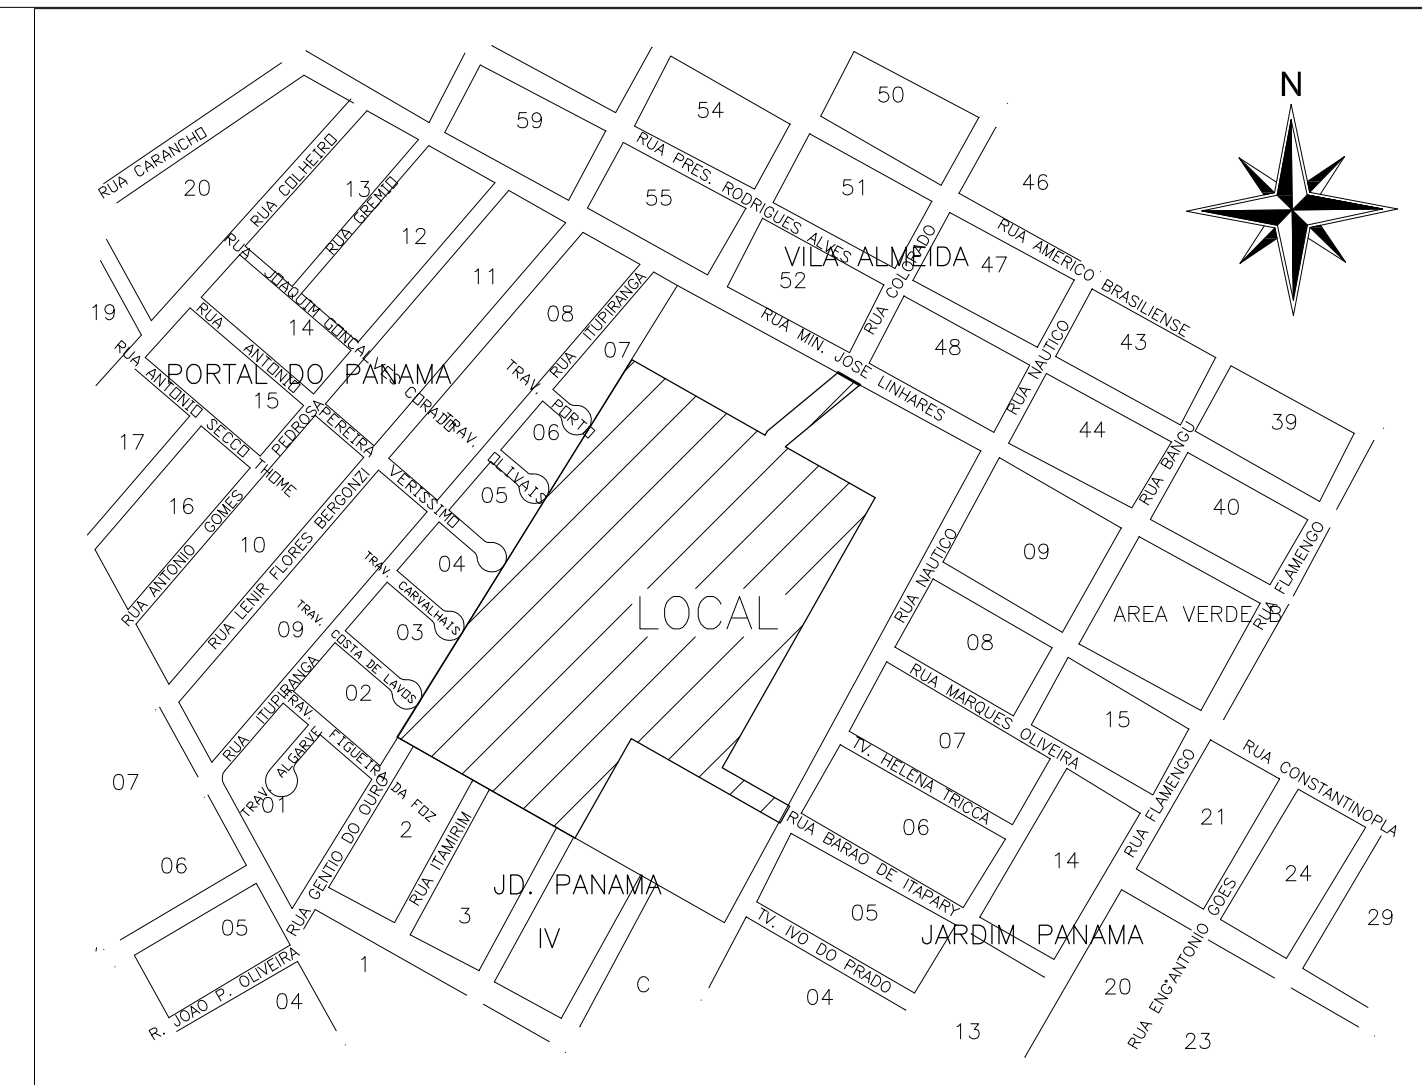 N
50
54
59
RUA CARANCHO
RUA COLHEIRO
RUA PRES. RODRIGUES ALVES
20
13
RUA GREMIO
55
51
46
12
RUA AMERICO BRASILIENSE
VILA ALMEIDA
RUA COLORADO
47
52
11
RUA JOAQUIM GONCALVES CORADO
RUA ITUPIRANGA
08
19
14
RUA MIN. JOSE LINHARES
RUA NAUTICO
43
48
07
RUA ANTONIO PEREIRA VERISSIMO
RUA ANTONIO SECCO THOME
PORTAL DO PANAMA
15
PEDROSA
TRAV. PORTO
TRAV. OLIVAIS
06
44
39
17
RUA BANGU
05
16
40
RUA ANTONIO GOMES
10
RUA LENIR FLORES BERGONZI
RUA NAUTICO
09
RUA FLAMENGO
04
TRAV. CARVALHAIS
LOCAL
AREA VERDE B
09
TRAV. COSTA DE LAVOS
03
08
02
RUA ITUPIRANGA
TRAV. FIGUEIRA DA FOZ
RUA MARQUES OLIVEIRA
15
07
TRAV. ALGARVE
01
07
TV. HELENA TRICCA
RUA CONSTANTINOPLA
RUA FLAMENGO
2
RUA GENTIO DO OURO
RUA ITAMIRIM
06
21
RUA BARAO DE ITAPARY
14
06
24
JD. PANAMA
3
05
29
05
IV
JARDIM PANAMA
TV. IVO DO PRADO
RUA ENGºANTONIO GOES
R. JOAO P. OLIVEIRA
1
C
04
04
20
13
23